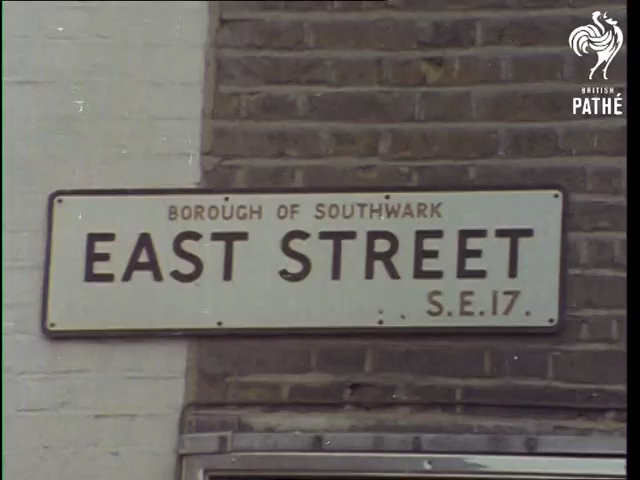 BRITISH
PATHÉ
BOROUGH OF SOUTHWARK
EAST STREET
S.E.17.